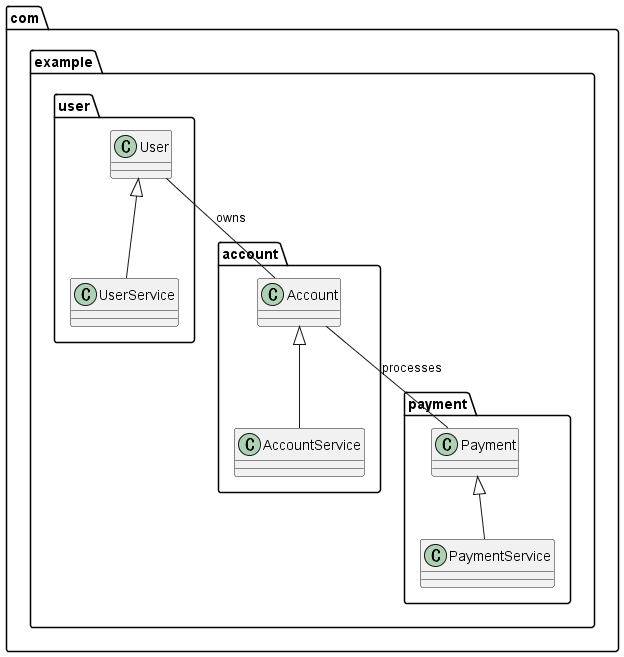 com
example
user
C User
owns
account
C UserService
C Account
processes
payment
C AccountService
C Payment
C PaymentService